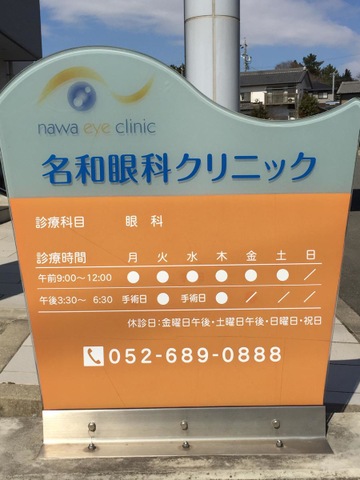 nawa eye clinic
名和眼科クリニック
診療科目 眼 科
診療時間 月 火 水 木 金 土 日
午前9:00〜12:00 ● ● ● ● ● ● ／
午後3:30〜 6:30 手術日 ● 手術日 ● ／ ／ ／
休診日:金曜日午後・土曜日午後・日曜日・祝日
052-689-0888